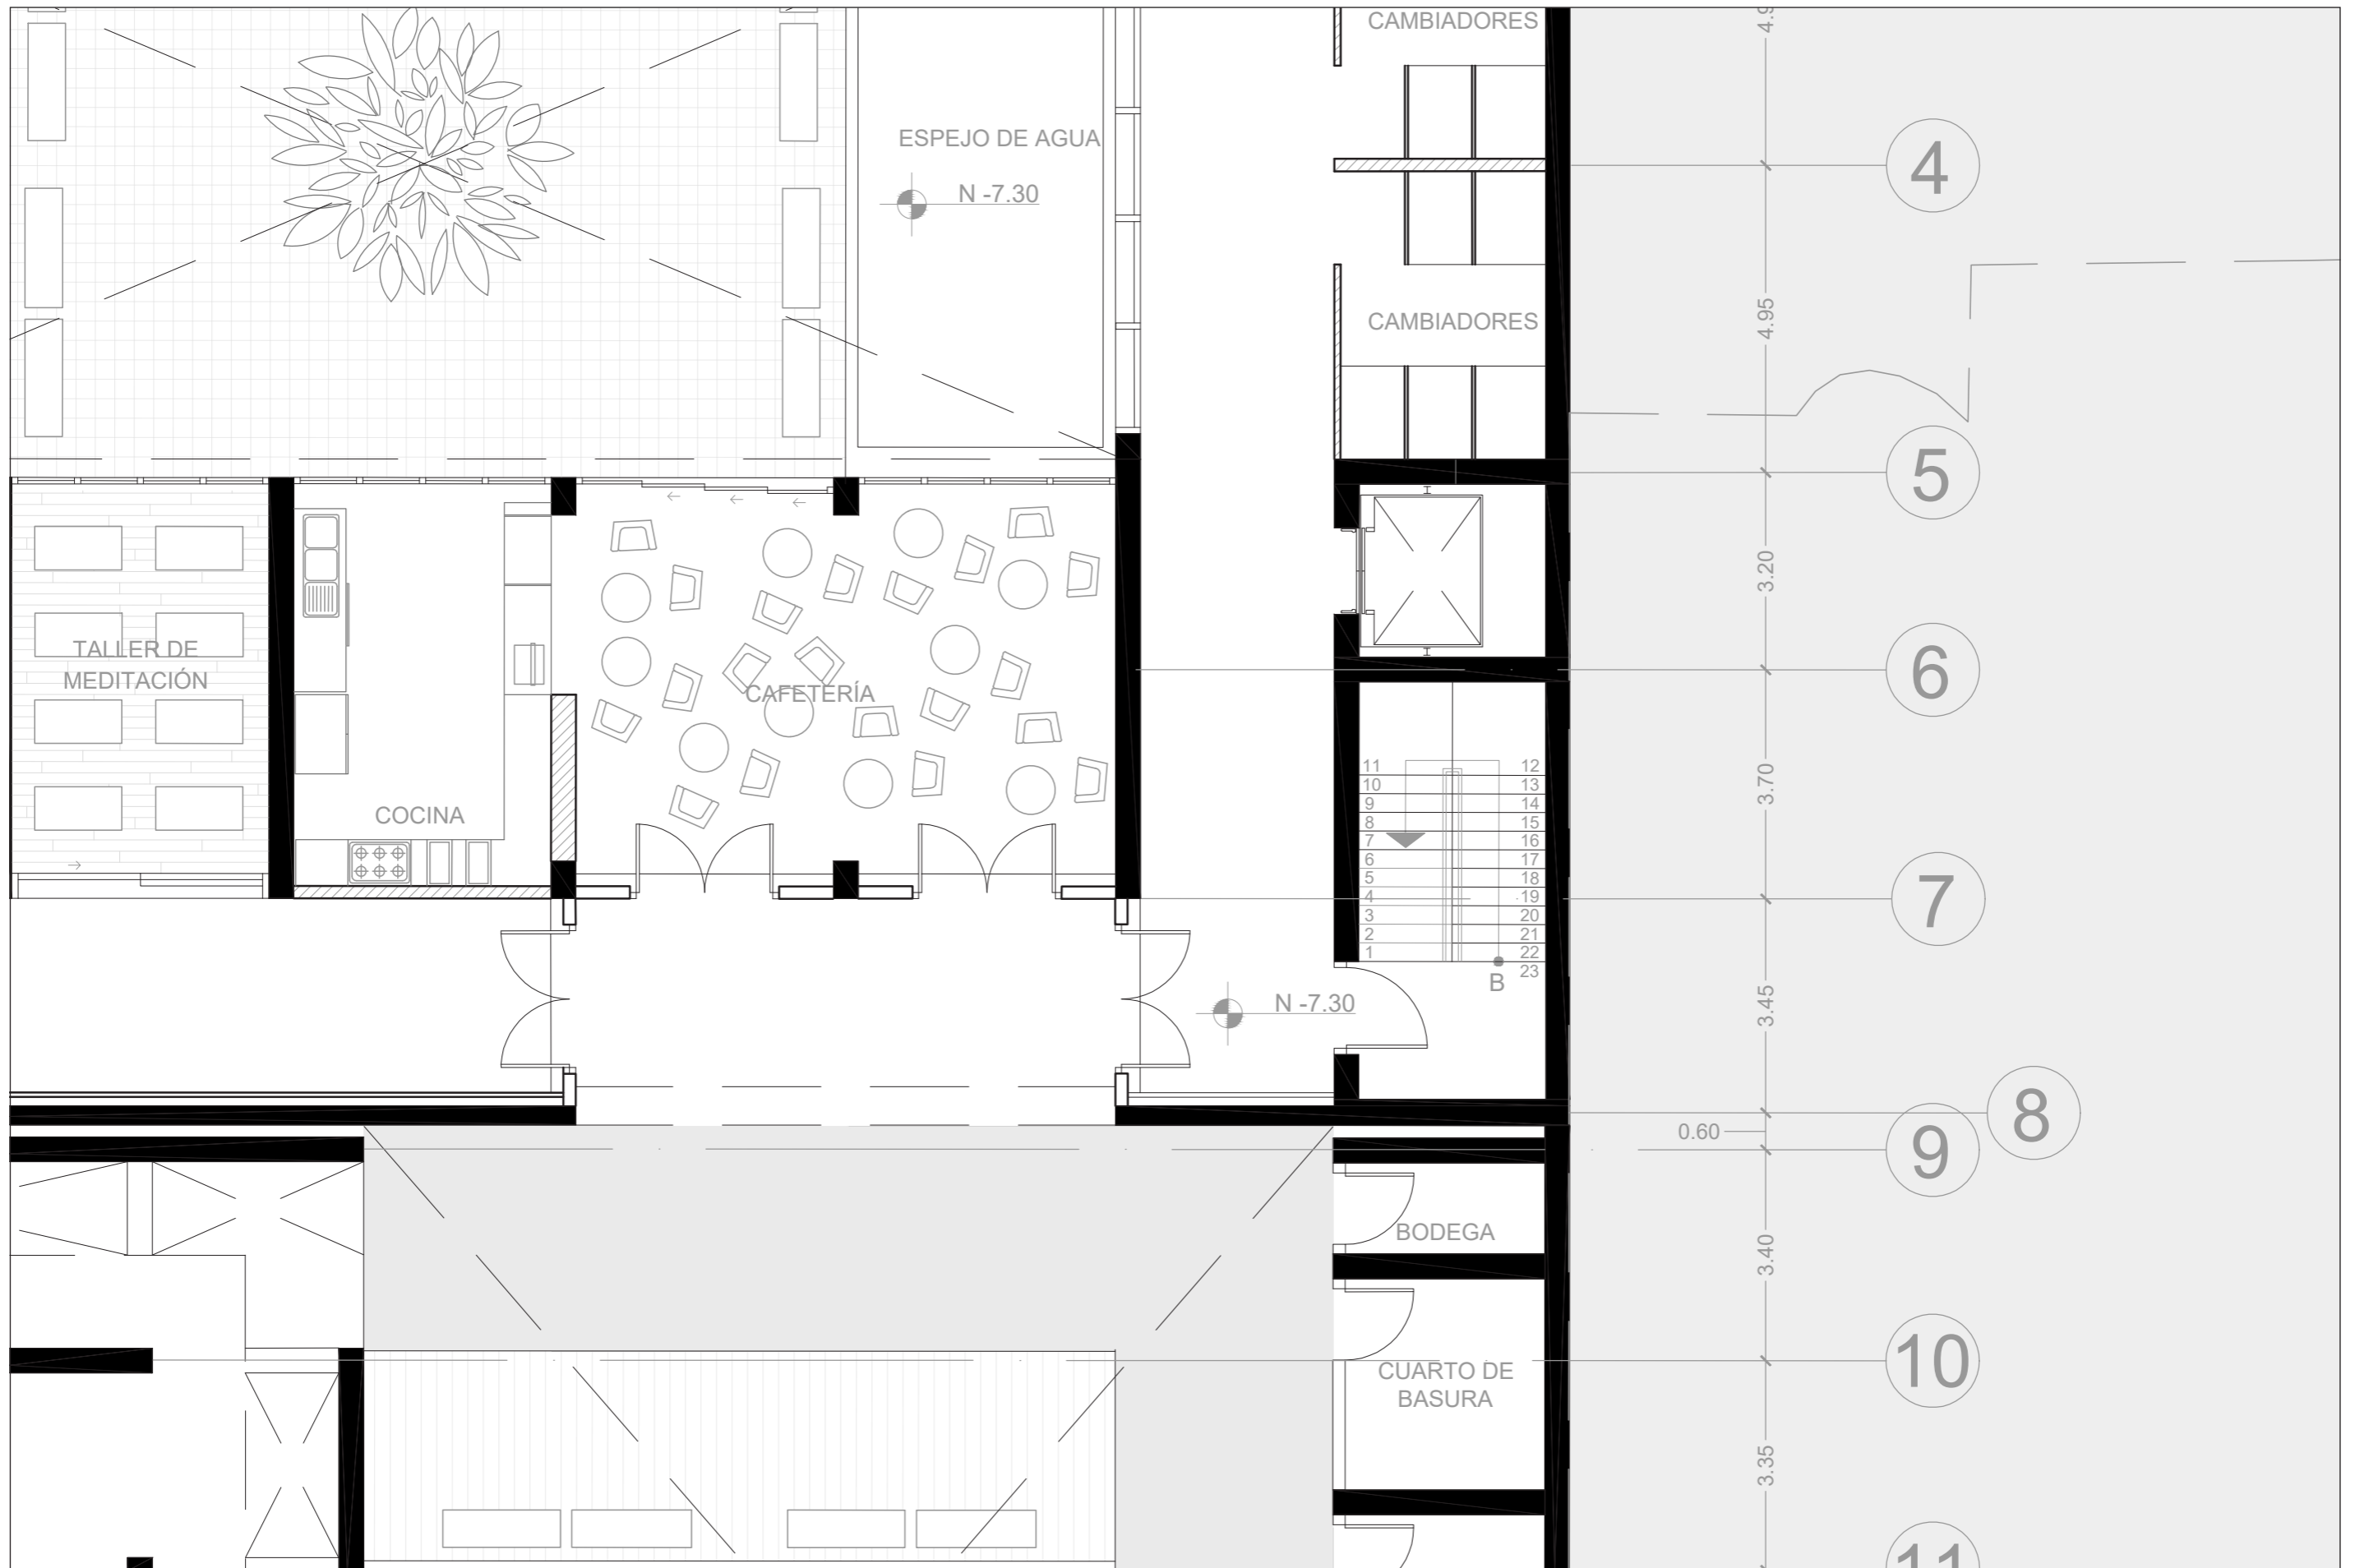 CAMBIADORES
4.9
ESPEJO DE AGUA
N -7.30
4
CAMBIADORES
4.95
5
3.20
TALLER DE
MEDITACIÓN
CAFETERÍA
6
COCINA
3.70
11 12
10 13
9 14
8 15
7 16
6 17
5 18
4 19
3 20
2 21
1 22
23
B
7
N -7.30
3.45
8
0.60
9
BODEGA
3.40
10
CUARTO DE
BASURA
3.35
11